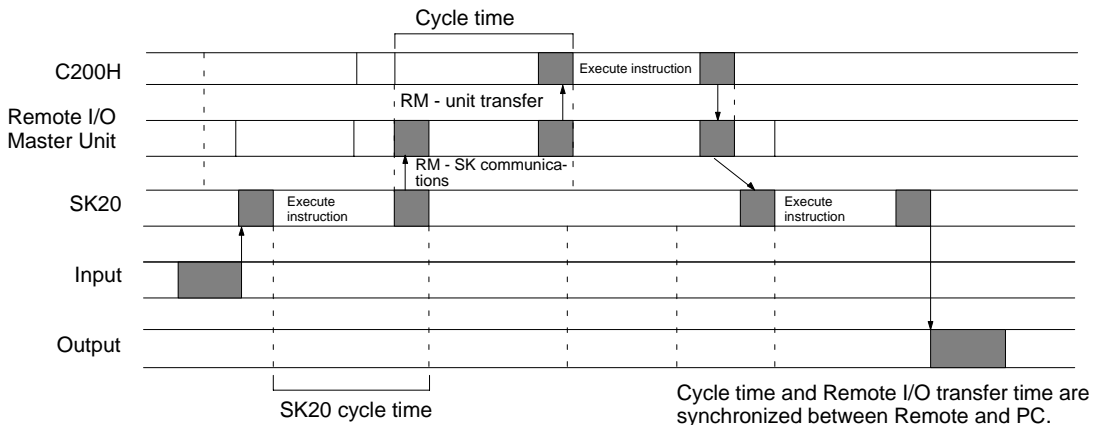 Cycle time
C200H
Execute instruction
RM - unit transfer
Remote I/O
Master Unit
RM - SK communica-
tions
SK20
Execute
instruction
Execute
instruction
Input
Output
SK20 cycle time
Cycle time and Remote I/O transfer time are
synchronized between Remote and PC.